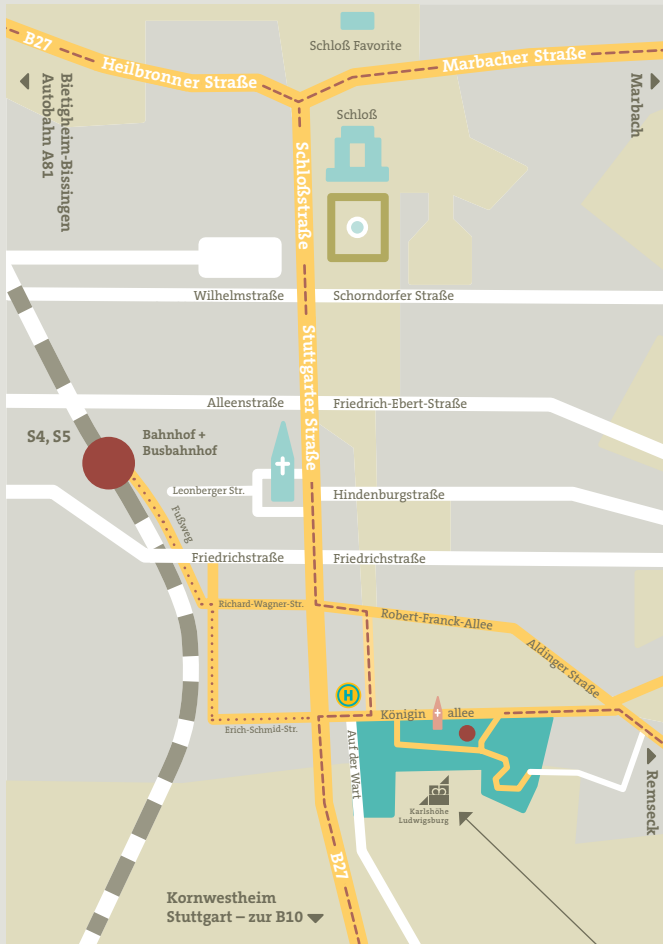 B27
Heilbronner Straße
Schloß Favorite
Marbacher Straße
Bietigheim-Bissingen
Autobahn A81
Marbach
Schloß
Schloßstraße
Wilhelmstraße
Schorndorfer Straße
Stuttgarter Straße
Alleenstraße
Friedrich-Ebert-Straße
S4, S5
Bahnhof +
Busbahnhof
Leonberger Str.
Hindenburgstraße
Fußweg
Friedrichstraße
Friedrichstraße
Richard-Wagner-Str.
Robert-Franck-Allee
Aldinger Straße
H
Königin allee
Erich-Schmid-Str.
Auf der Wart
Karlshöhe
Ludwigsburg
Remseck
B27
Kornwestheim
Stuttgart – zur B10